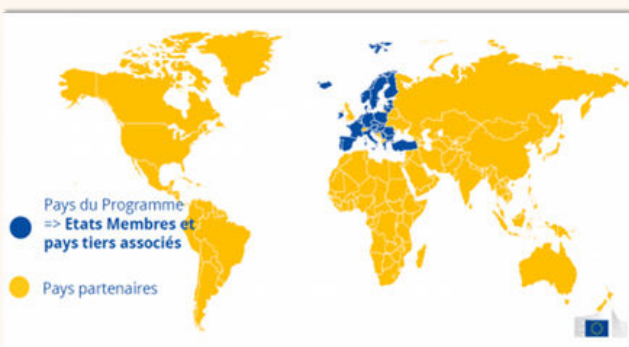 Pays du Programme
=> Etats Membres et
pays tiers associés
Pays partenaires